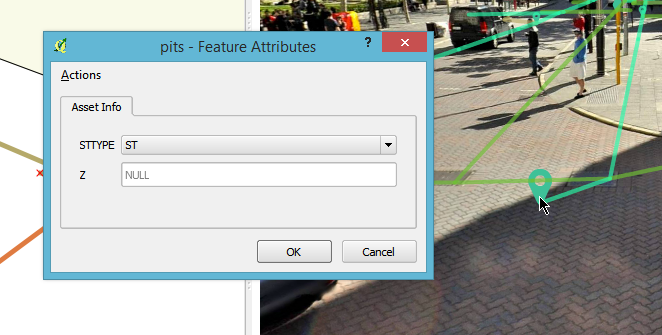 pits - Feature Attributes
?
Actions
Asset Info
STTYPE ST
Z NULL
OK Cancel